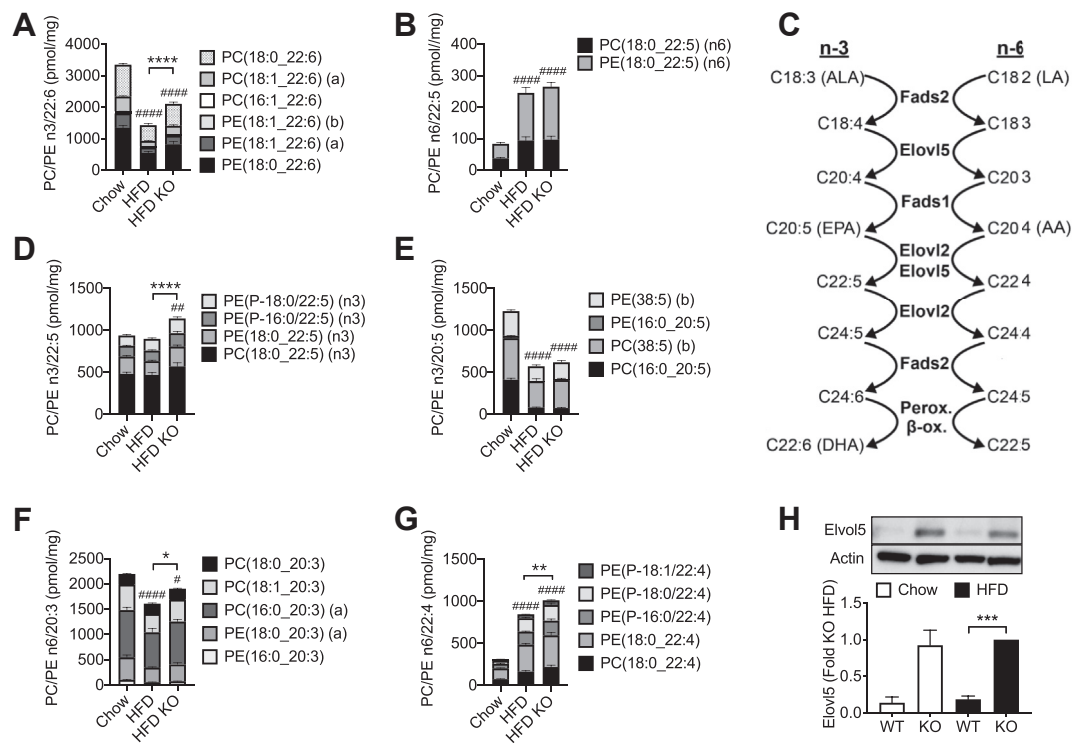 A
PC/PE n3/22:6 (pmol/mg)
4000
3000
2000
1000
0
****
####
####
Chow
HFD
HFD KO
PC(18:0_22:6)
PC(18:1_22:6) (a)
PC(16:1_22:6)
PE(18:1_22:6) (b)
PE(18:1_22:6) (a)
PE(18:0_22:6)
B
PC/PE n6/22:5 (pmol//mg)
400
300
200
100
0
####
####
Chow
HFD
HFD KO
PC(18:0_22:5) (n6)
PE(18:0_22:5) (n6)
C
n-3
n-6
C18:3 (ALA)
C18 2 (LA)
Fads2
C18:4
C18 3
Elovl5
C20:4
C20 3
Fads1
C20:5 (EPA)
C20 4 (AA)
Elovl2
Elovl5
C22:5
C22 4
Elovl2
C24:5
C24 4
Fads2
C24:6
C24:5
Perox.
β-ox.
C22:6 (DHA)
C22:5
D
PC/PE n3/22:5 (pmol/mg)
1500
1000
500
0
****
##
Chow
HFD
HFD KO
PE(P-18:0/22:5) (n3)
PE(P-16:0/22:5) (n3)
PE(18:0_22:5) (n3)
PC(18:0_22:5) (n3)
E
PC/PE n3/20:5 (pmol/mg)
1500
1000
500
0
####
####
Chow
HFD
HFD KO
PE(38:5) (b)
PE(16:0_20:5)
PC(38:5) (b)
PC(16:0_20:5)
F
PC/PE n6/20:3 (pmol/mg)
2500
2000
1500
1000
500
0
*
####
#
Chow
HFD
HFD KO
PC(18:0_20:3)
PC(18:1_20:3)
PC(16:0_20:3) (a)
PE(18:0_20:3) (a)
PE(16:0_20:3)
G
PC/PE n6/22:4 (pmol/mg)
1500
1000
500
0
**
####
####
Chow
HFD
HFD KO
PE(P-18:1/22:4)
PE(P-18:0/22:4)
PE(P-16:0/22:4)
PE(18:0_22:4)
PC(18:0_22:4)
H
Elvol5
Actin
Chow
HFD
Elovl5 (Fold KO HFD)
1.5
1.0
0.5
0.0
***
WT
KO
WT
KO